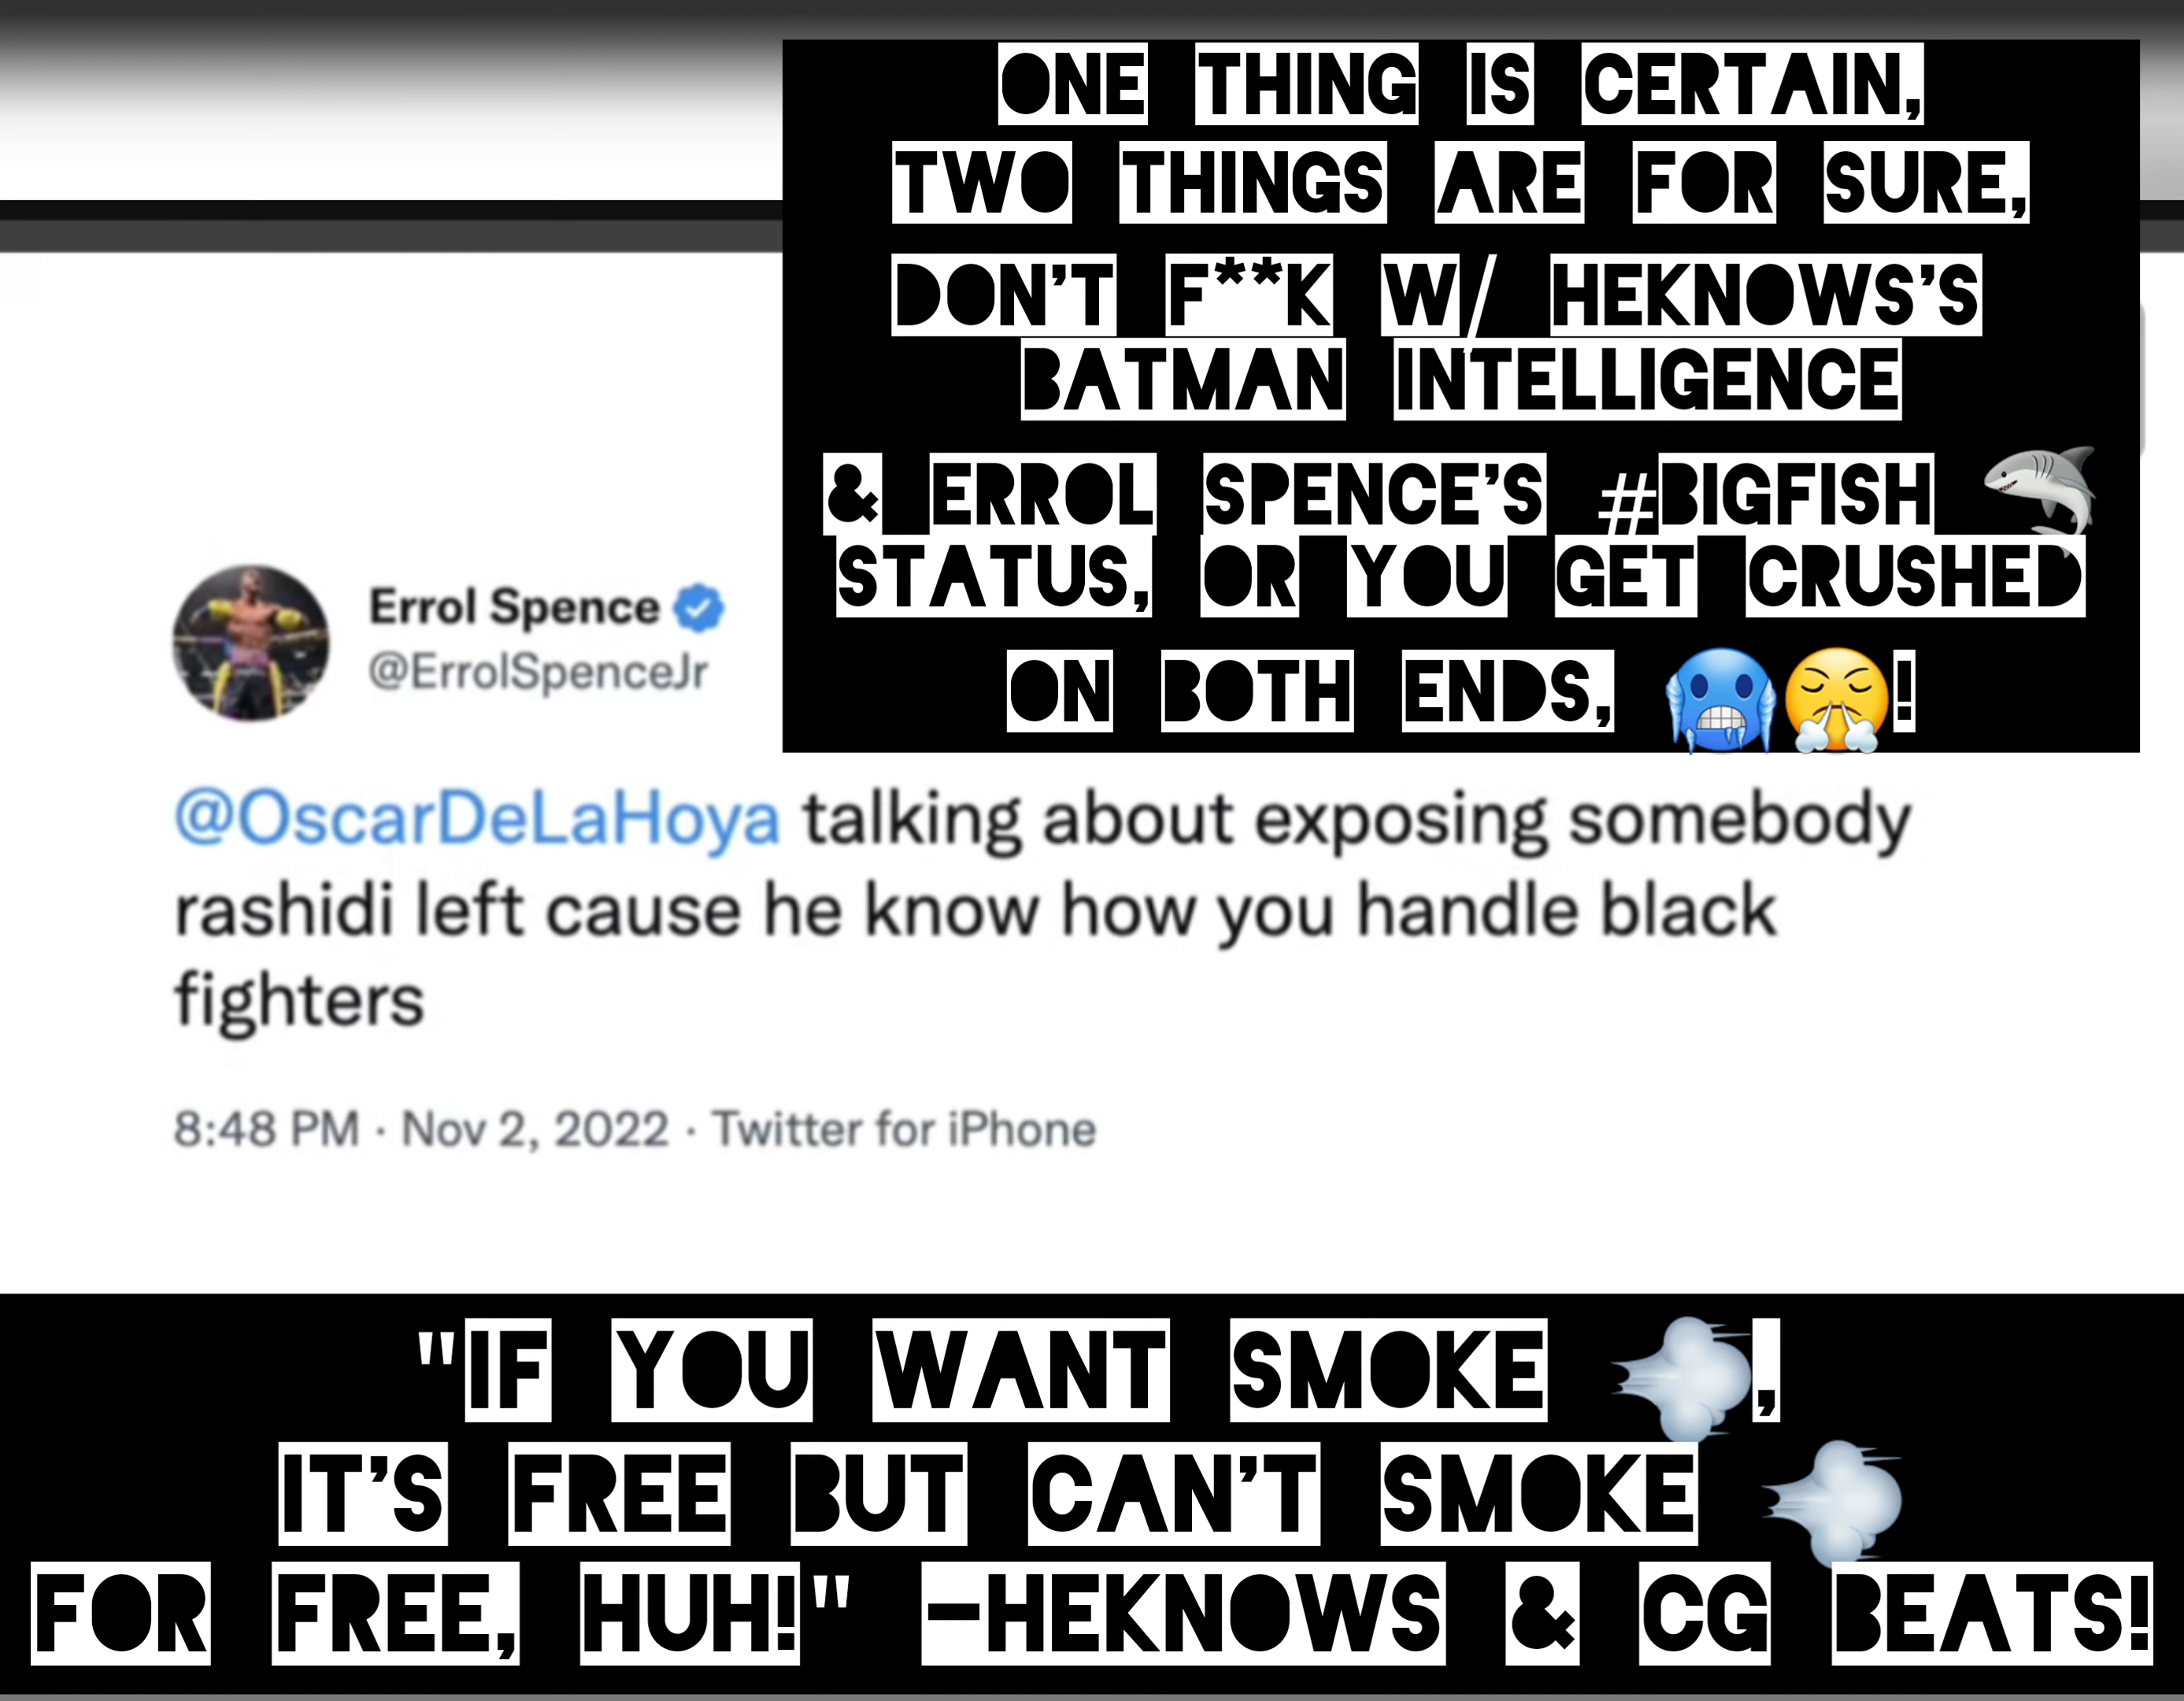 ONE THING IS CERTAIN,
TWO THINGS ARE FOR SURE,
DON'T F**K W/ HEKNOWS'S
BATMAN INTELLIGENCE
& ERROL SPENCE'S #BIGFISH 🦈
STATUS, OR YOU GET CRUSHED
ON BOTH ENDS, 🥶😤!
Errol Spence
@ErrolSpenceJr
@OscarDeLaHoya talking about exposing somebody
rashidi left cause he know how you handle black
fighters
8:48 PM · Nov 2, 2022 · Twitter for iPhone
"IF YOU WANT SMOKE 💨,
IT'S FREE BUT CAN'T SMOKE 💨
FOR FREE, HUH!" -HEKNOWS & CG BEATS!